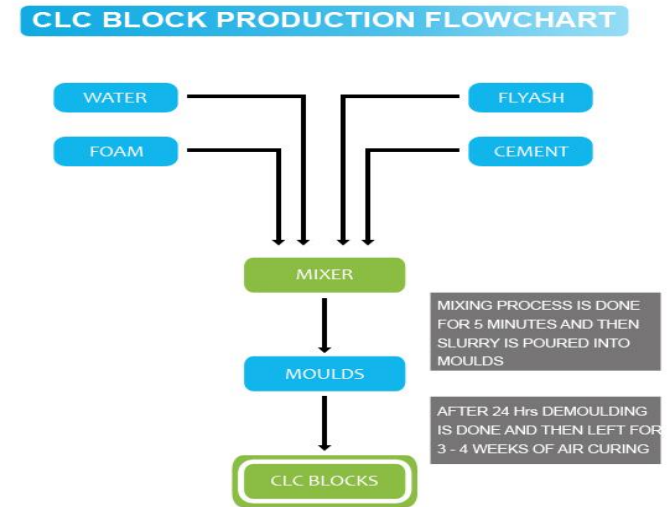 CLC BLOCK PRODUCTION FLOWCHART
WATER
FLYASH
FOAM
CEMENT
MIXER
MIXING PROCESS IS DONE
FOR 5 MINUTES AND THEN
SLURRY IS POURED INTO
MOULDS
MOULDS
AFTER 24 Hrs DEMOULDING
IS DONE AND THEN LEFT FOR
3 - 4 WEEKS OF AIR CURING
CLC BLOCKS